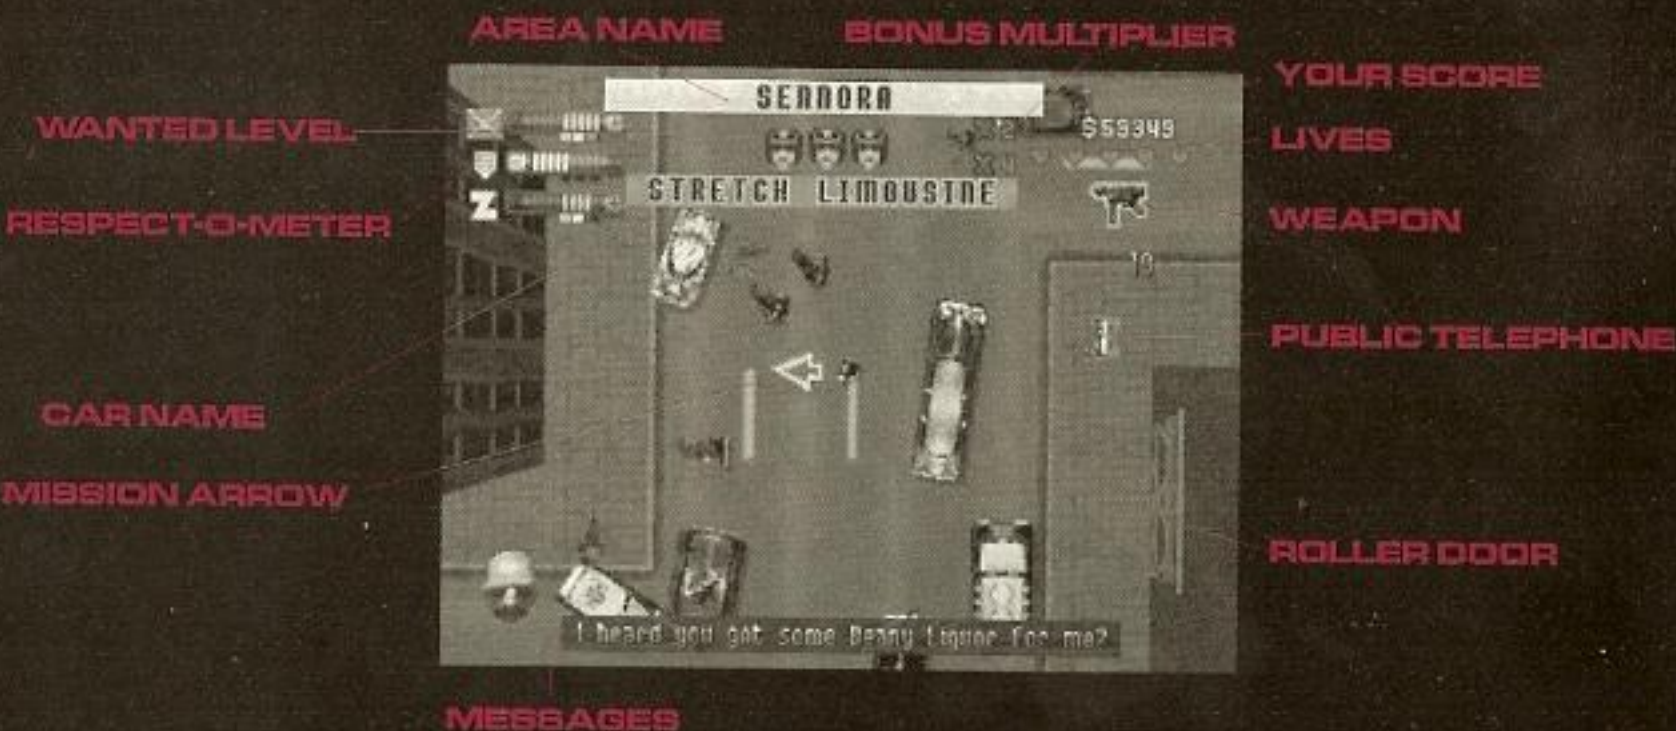 AREA NAME
BONUS MULTIPLIER
YOUR SCORE
SENNORA
WANTED LEVEL
$59349
LIVES
Z
STRETCH LIMOUSINE
WEAPON
RESPECT-O-METER
19
PUBLIC TELEPHONE
CAR NAME
MISSION ARROW
ROLLER DOOR
I heard you got some Beany Liquor for me?
MESSAGES